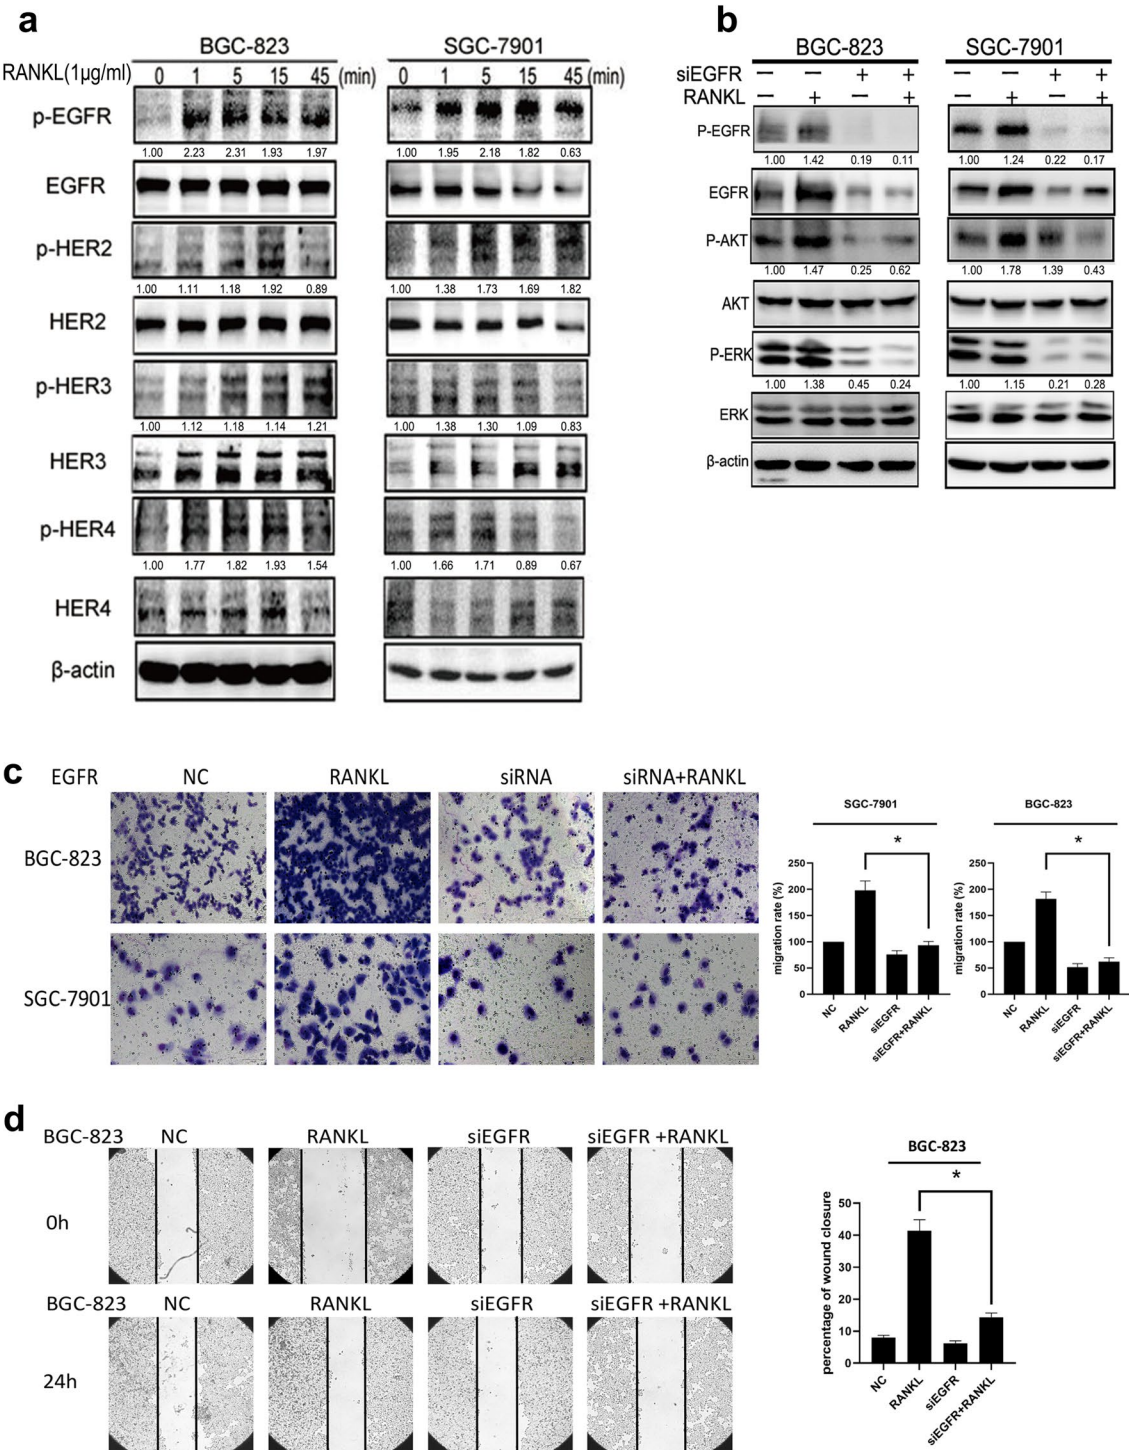 a
BGC-823 SGC-7901
RANKL(1μg/ml) 0 1 5 15 45 (min) 0 1 5 15 45 (min)
p-EGFR
1.00 2.23 2.31 1.93 1.97 1.00 1.95 2.18 1.82 0.63
EGFR
p-HER2
1.00 1.11 1.18 1.92 0.89 1.00 1.38 1.73 1.69 1.82
HER2
p-HER3
1.00 1.12 1.18 1.14 1.21 1.00 1.38 1.30 1.09 0.83
HER3
p-HER4
1.00 1.77 1.82 1.93 1.54 1.00 1.66 1.71 0.89 0.67
HER4
β-actin
b
BGC-823 SGC-7901
siEGFR — — + + — — + +
RANKL — + — + — + — +
P-EGFR
1.00 1.42 0.19 0.11 1.00 1.24 0.22 0.17
EGFR
P-AKT
1.00 1.47 0.25 0.62 1.00 1.78 1.39 0.43
AKT
P-ERK
1.00 1.38 0.45 0.24 1.00 1.15 0.21 0.28
ERK
β-actin
c
EGFR NC RANKL siRNA siRNA+RANKL
BGC-823
SGC-7901
SGC-7901
*
migration rate (%)
250
200
150
100
50
0
NC RANKL siEGFR siEGFR+RANKL
BGC-823
*
migration rate (%)
250
200
150
100
50
0
NC RANKL siEGFR siEGFR+RANKL
d
BGC-823 NC RANKL siEGFR siEGFR +RANKL
0h
BGC-823 NC RANKL siEGFR siEGFR +RANKL
24h
BGC-823
*
percentage of wound closure
50
40
30
20
10
0
NC RANKL siEGFR siEGFR+RANKL